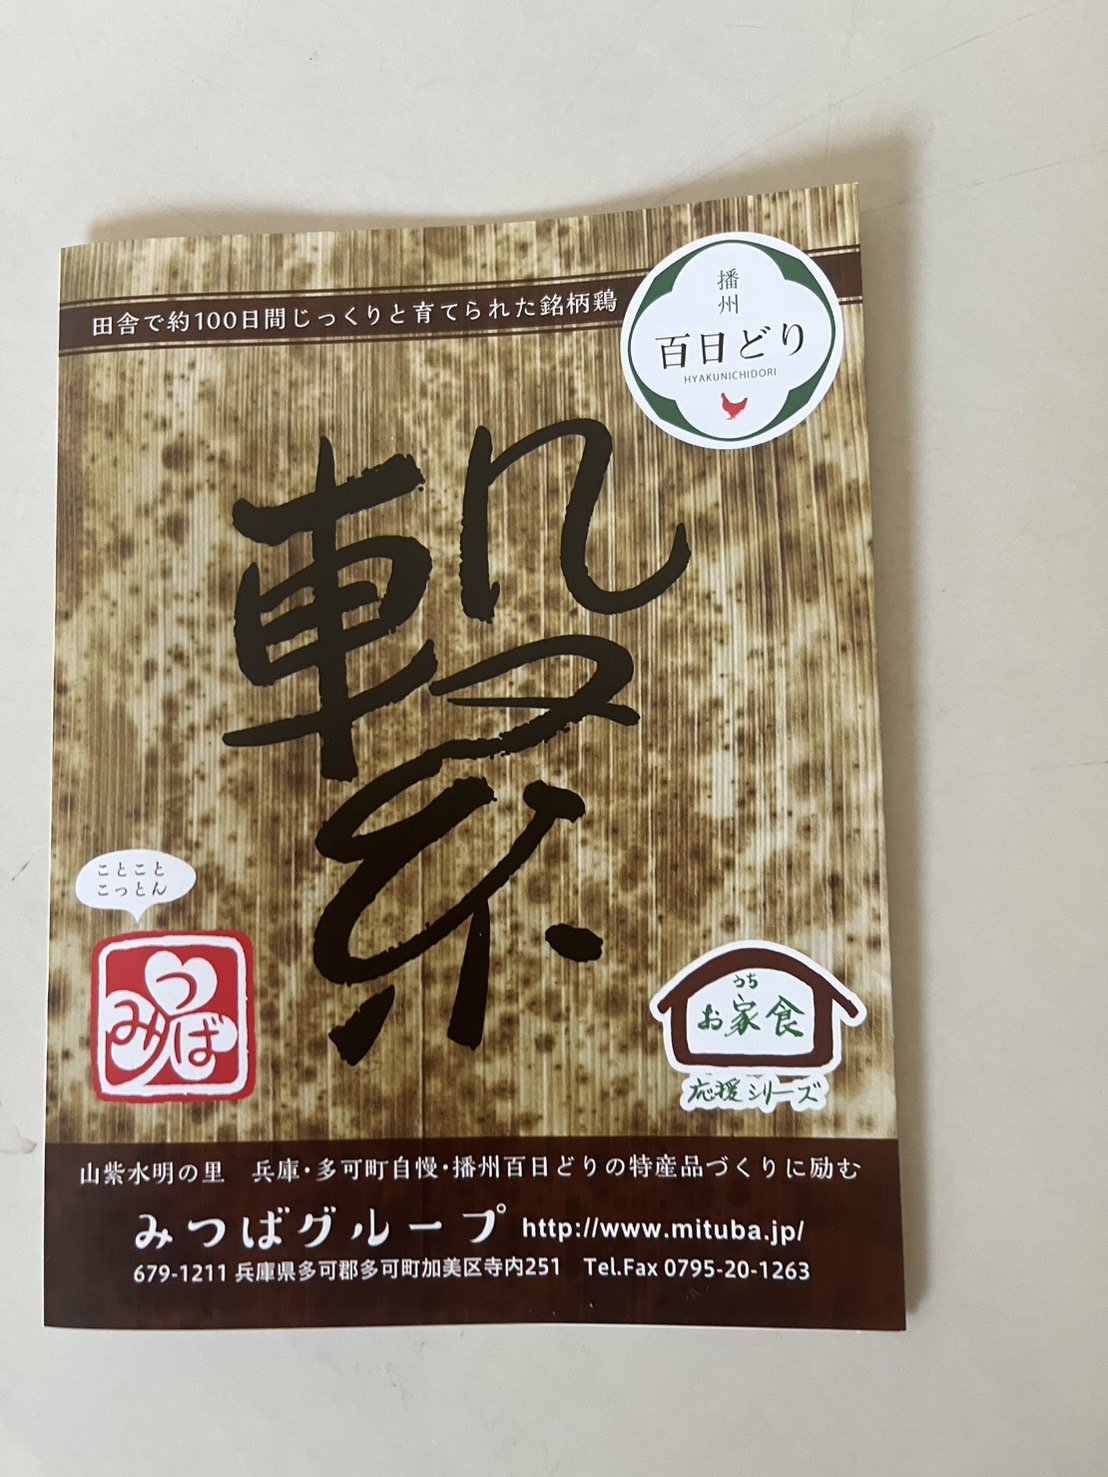 田舎で約100日間じっくりと育てられた銘柄鶏
播州
百日どり
HYAKUNICHIDORI
繋
ことこと
こっとん
みつば
うち
お家食
応援シリーズ
山紫水明の里　兵庫・多可町自慢・播州百日どりの特産品づくりに励む
みつばグループ http://www.mituba.jp/
679-1211 兵庫県多可郡多可町加美区寺内251　Tel.Fax 0795-20-1263